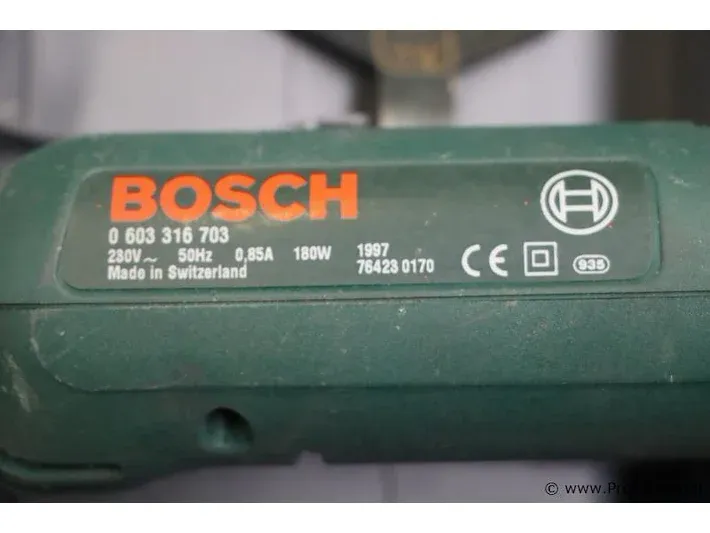 BOSCH
0 603 316 703
230V~ 50Hz 0,85A 180W 1997
Made in Switzerland 76423 0170
CE
935
© www.Pro